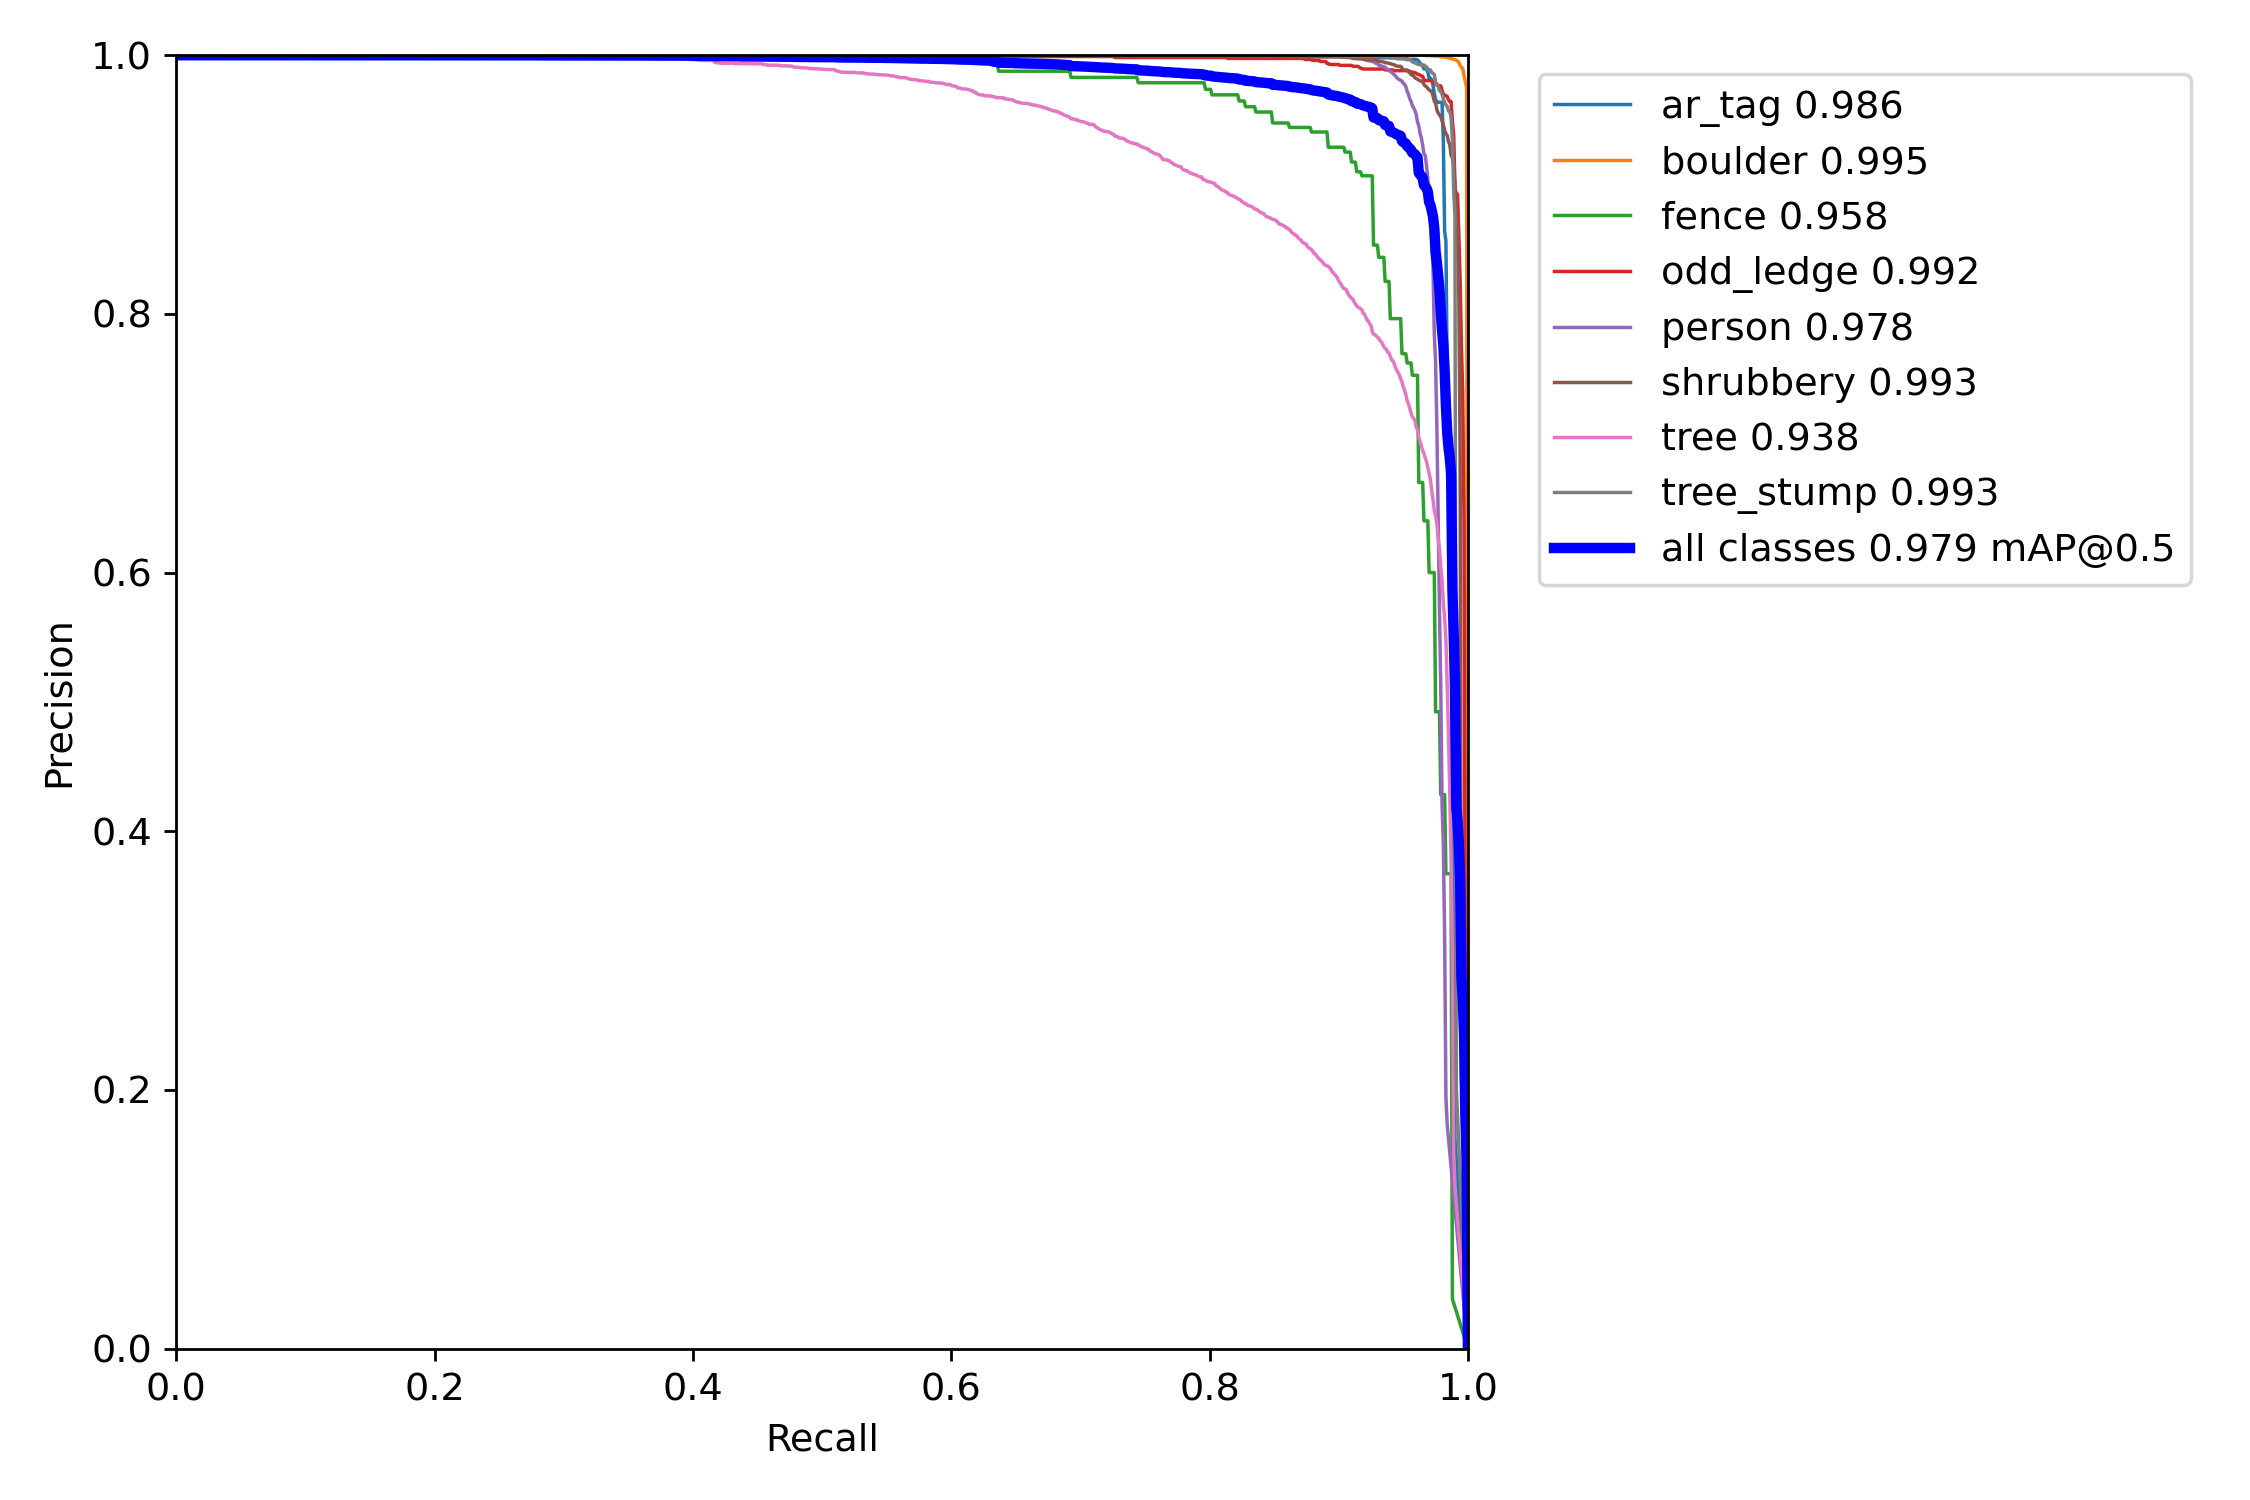 1.0
0.8
0.6
0.4
0.2
0.0
Precision
0.0 0.2 0.4 0.6 0.8 1.0
Recall
ar_tag 0.986
boulder 0.995
fence 0.958
odd_ledge 0.992
person 0.978
shrubbery 0.993
tree 0.938
tree_stump 0.993
all classes 0.979 mAP@0.5